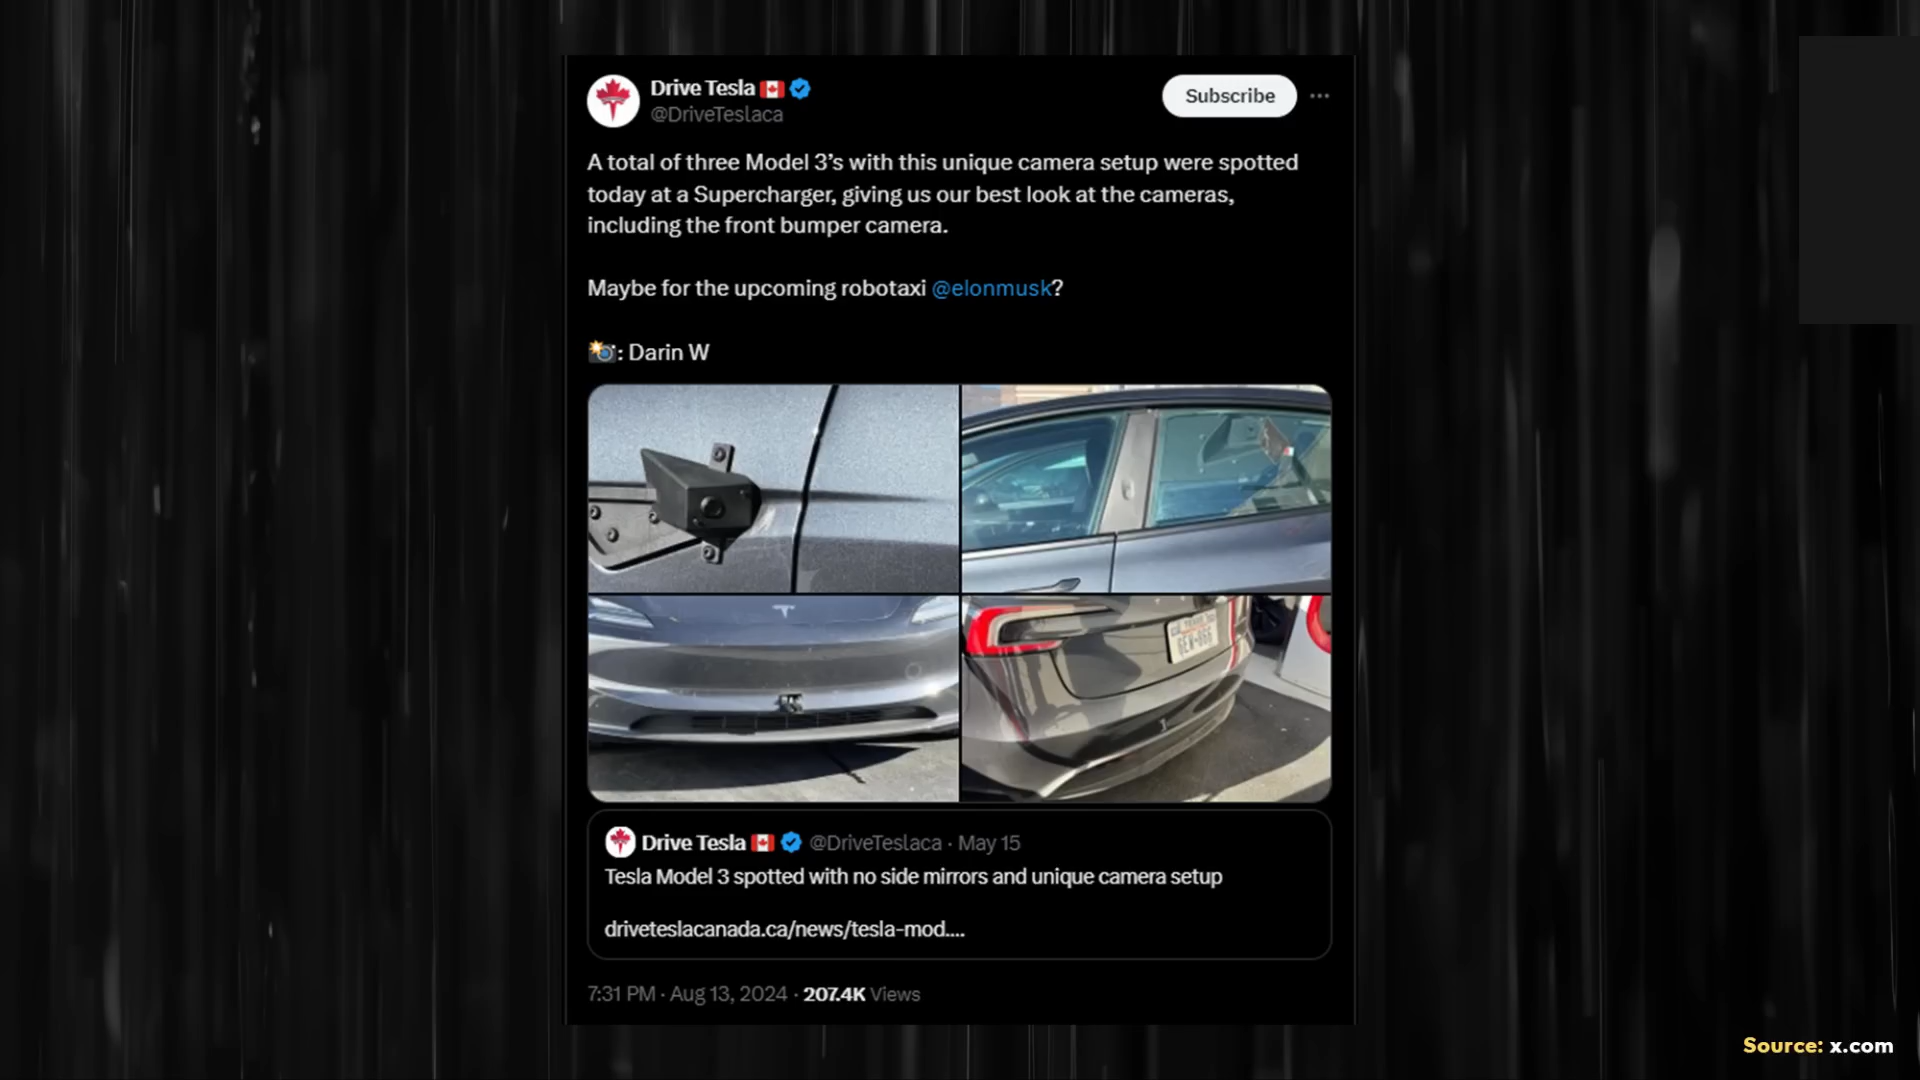 Drive Tesla 🇨🇦
@DriveTeslaca
Subscribe
A total of three Model 3’s with this unique camera setup were spotted
today at a Supercharger, giving us our best look at the cameras,
including the front bumper camera.
Maybe for the upcoming robotaxi @elonmusk?
📸: Darin W
Drive Tesla 🇨🇦 @DriveTeslaca · May 15
Tesla Model 3 spotted with no side mirrors and unique camera setup
driveteslacanada.ca/news/tesla-mod....
7:31 PM · Aug 13, 2024 · 207.4K Views
Source: x.com